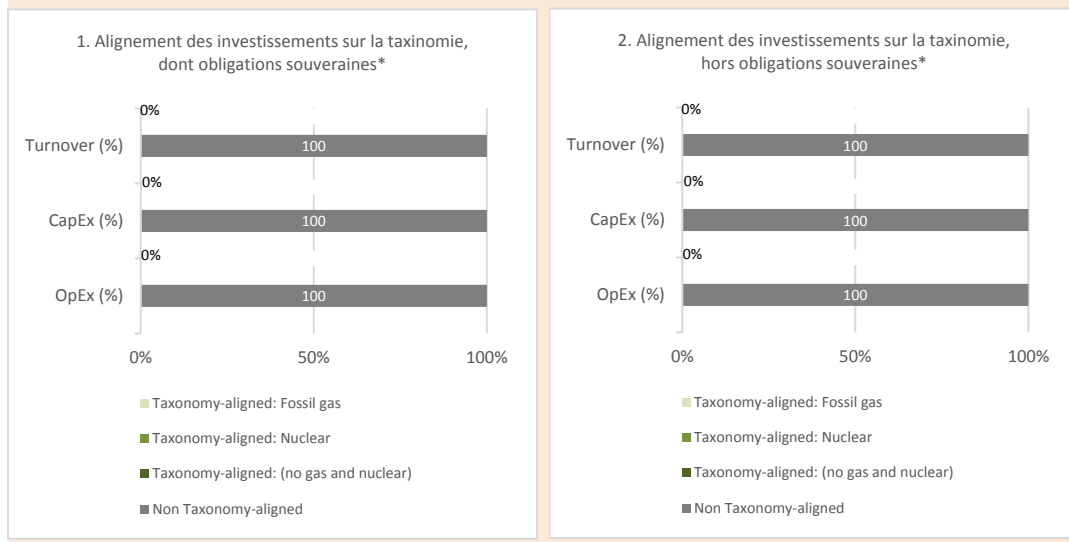 1. Alignement des investissements sur la taxinomie,
dont obligations souveraines*
0%
Turnover (%)
100
0%
CapEx (%)
100
0%
OpEx (%)
100
0%
50%
100%
Taxonomy-aligned: Fossil gas
Taxonomy-aligned: Nuclear
Taxonomy-aligned: (no gas and nuclear)
Non Taxonomy-aligned
2. Alignement des investissements sur la taxinomie,
hors obligations souveraines*
0%
Turnover (%)
100
0%
CapEx (%)
100
0%
OpEx (%)
100
0%
50%
100%
Taxonomy-aligned: Fossil gas
Taxonomy-aligned: Nuclear
Taxonomy-aligned: (no gas and nuclear)
Non Taxonomy-aligned